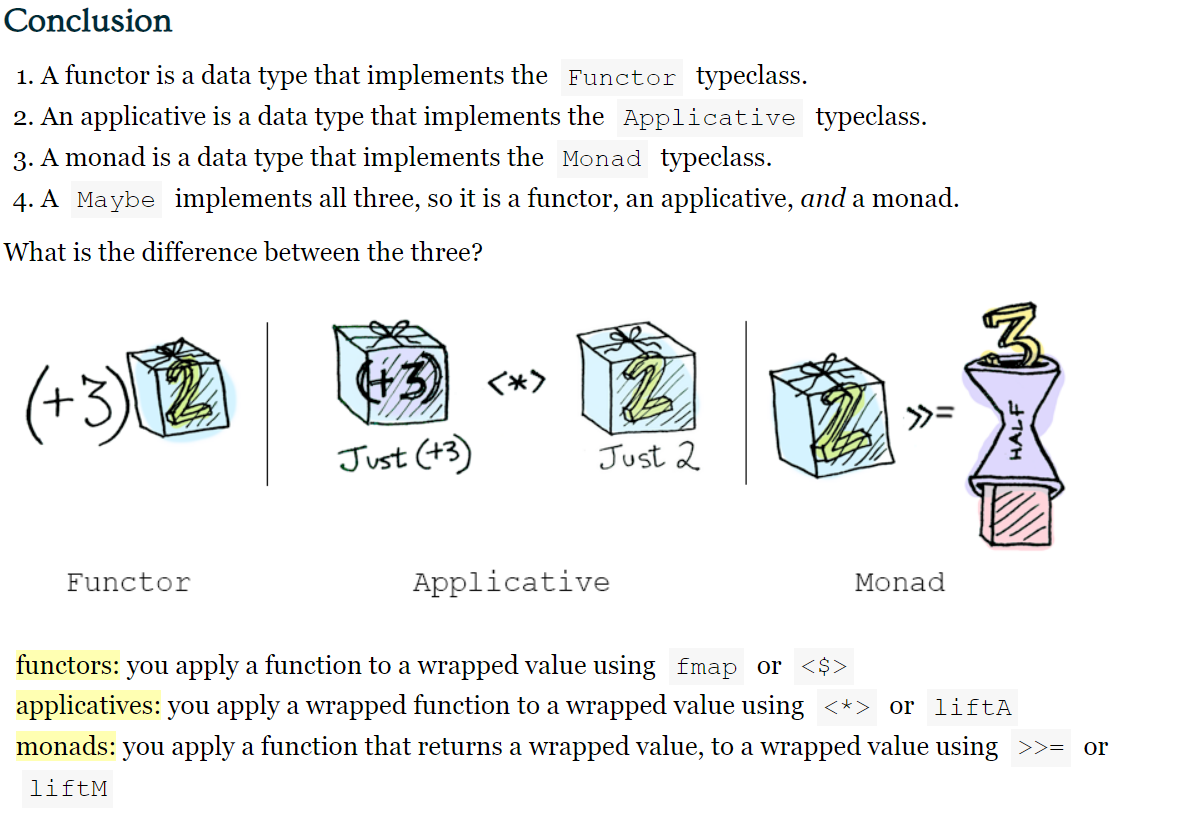 Conclusion
1. A functor is a data type that implements the Functor typeclass.
2. An applicative is a data type that implements the Applicative typeclass.
3. A monad is a data type that implements the Monad typeclass.
4. A Maybe implements all three, so it is a functor, an applicative, and a monad.
What is the difference between the three?
(+3) 2
(+3) <*> 2
Just (+3) Just 2
2 >>= 3
HALF
Functor Applicative Monad
functors: you apply a function to a wrapped value using fmap or <$>
applicatives: you apply a wrapped function to a wrapped value using <*> or liftA
monads: you apply a function that returns a wrapped value, to a wrapped value using >>= or
liftM